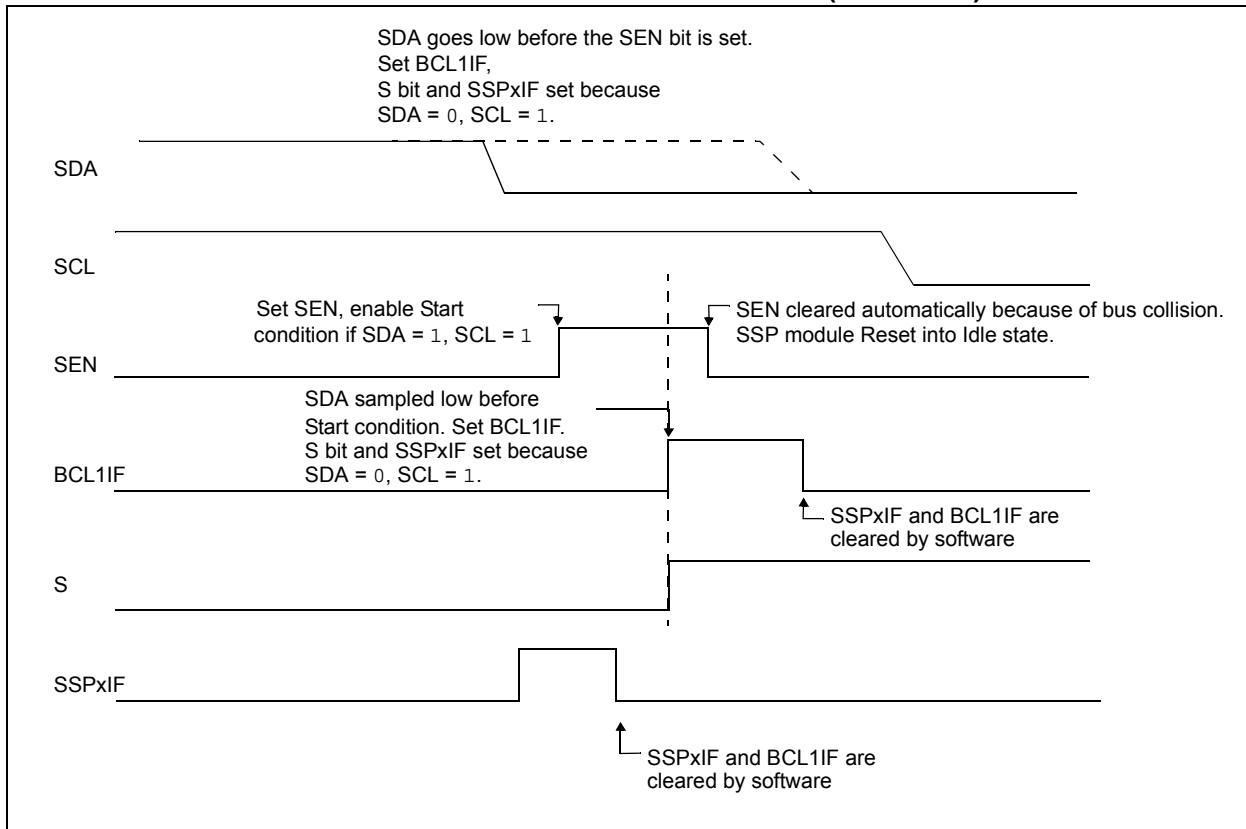 SDA goes low before the SEN bit is set.
Set BCL1IF,
S bit and SSPxIF set because
SDA = 0, SCL = 1.
SDA
SCL
Set SEN, enable Start
condition if SDA = 1, SCL = 1
SEN cleared automatically because of bus collision.
SSP module Reset into Idle state.
SEN
SDA sampled low before
Start condition. Set BCL1IF.
S bit and SSPxIF set because
SDA = 0, SCL = 1.
BCL1IF
SSPxIF and BCL1IF are
cleared by software
S
SSPxIF
SSPxIF and BCL1IF are
cleared by software